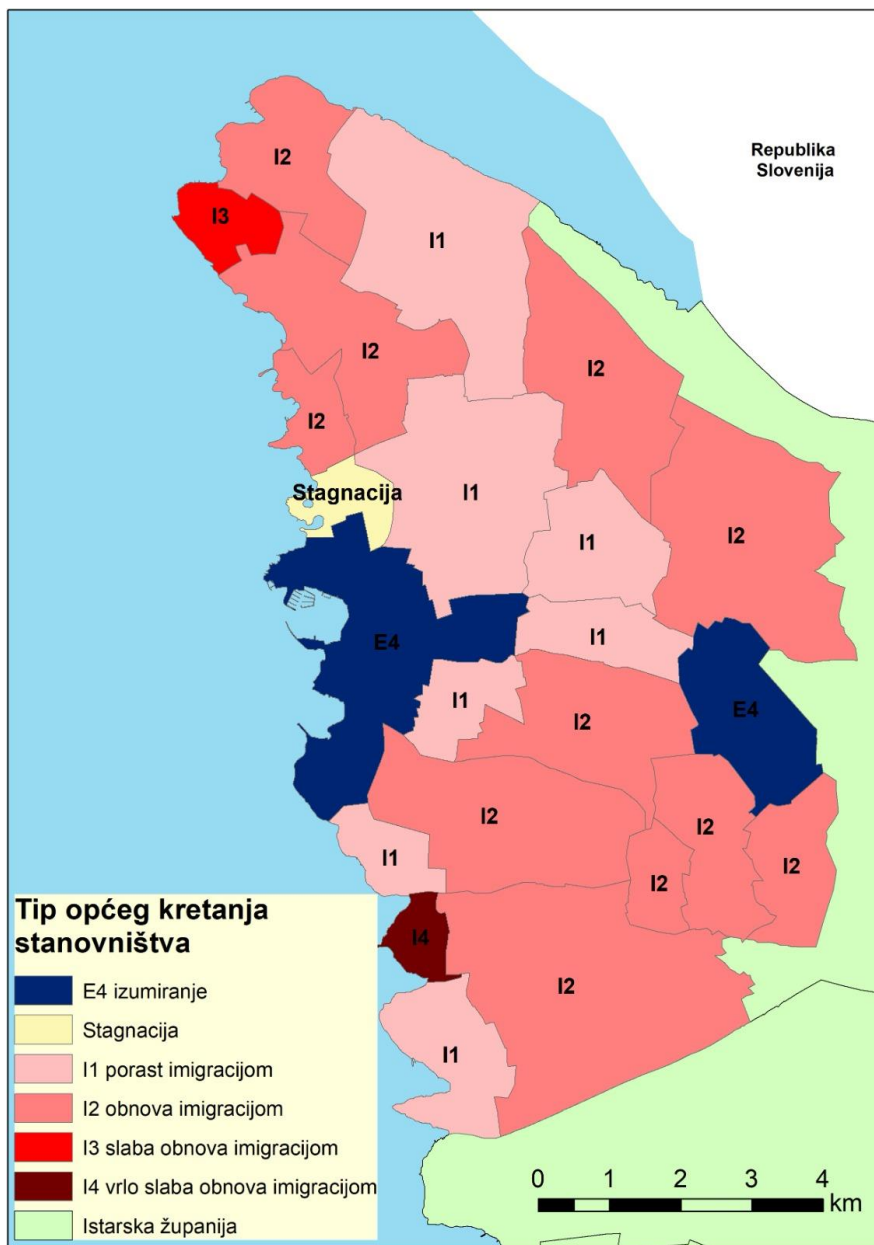 Republika
Slovenija
I2
I3
I1
I2
I2
I2
Stagnacija
I1
I2
I1
I1
E4
I1
I2
E4
I2
I2
I1
I2
I2
I4
I2
I1
Tip općeg kretanja
stanovništva
E4 izumiranje
Stagnacija
I1 porast imigracijom
I2 obnova imigracijom
I3 slaba obnova imigracijom
I4 vrlo slaba obnova imigracijom
Istarska županija
0 1 2 3 4
km